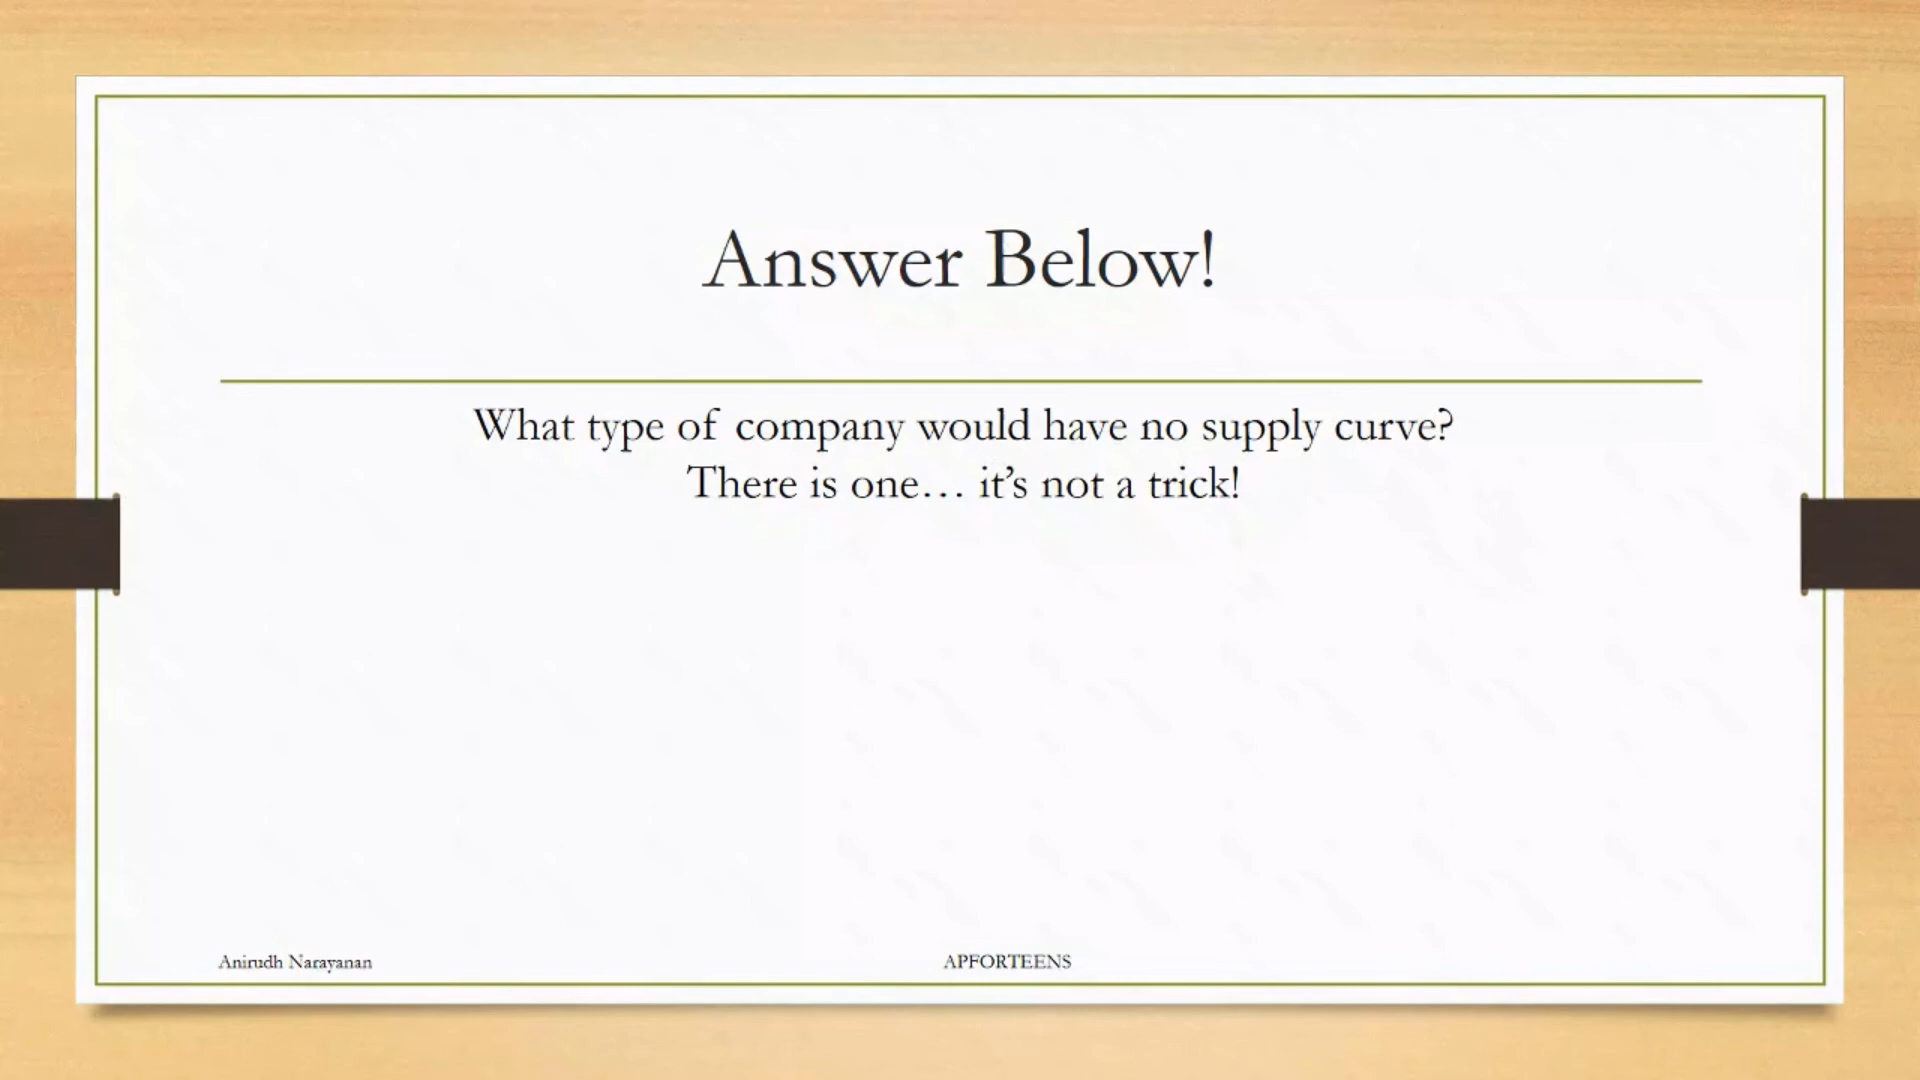 Answer Below!
What type of company would have no supply curve?
There is one… it’s not a trick!
Anirudh Narayanan
APFORTEENS